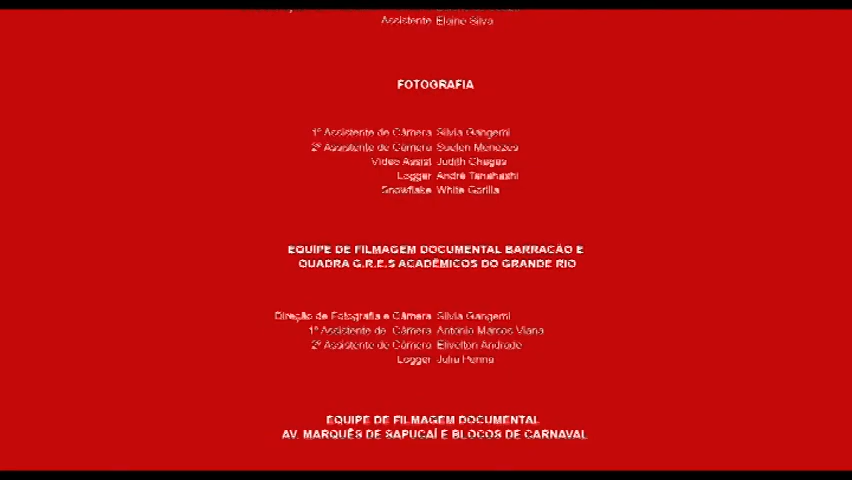 Assistente Elaine Silva
FOTOGRAFIA
1º Assistente de Câmera Silvia Gangemi
2º Assistente de Câmera Suelen Menezes
Video Assist Judith Chagas
Logger André Tanahashi
Snowflake White Gorilla
EQUIPE DE FILMAGEM DOCUMENTAL BARRACÃO E
QUADRA G.R.E.S ACADÊMICOS DO GRANDE RIO
Direção de Fotografia e Câmera Silvia Gangemi
1º Assistente de Câmera Antonio Marcos Viana
2º Assistente de Câmera Elivelton Andrade
Logger Julia Penna
EQUIPE DE FILMAGEM DOCUMENTAL
AV. MARQUÊS DE SAPUCAÍ E BLOCOS DE CARNAVAL